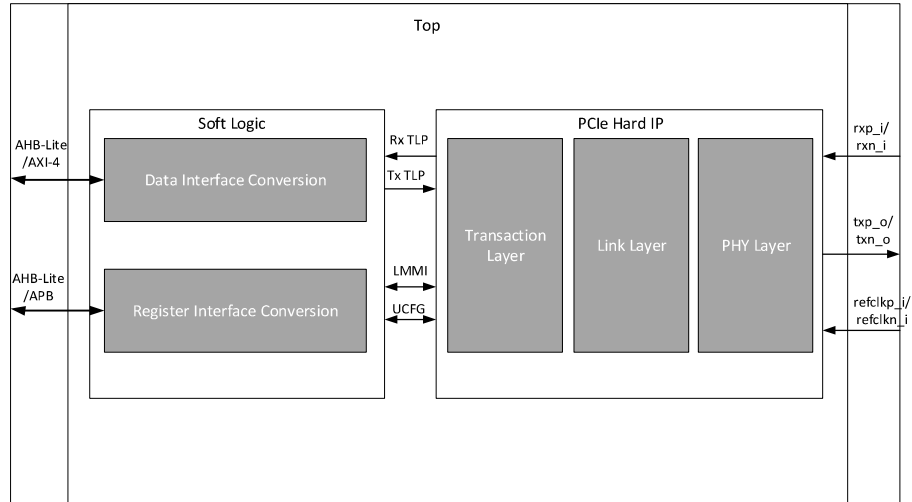 Top
Soft Logic
PCIe Hard IP
AHB-Lite
/AXI-4
Data Interface Conversion
Rx TLP
Tx TLP
AHB-Lite
/APB
Register Interface Conversion
LMMI
UCFG
Transaction
Layer
Link Layer
PHY Layer
rxp_i/
rxn_i
txp_o/
txn_o
refclkp_i/
refclkn_i